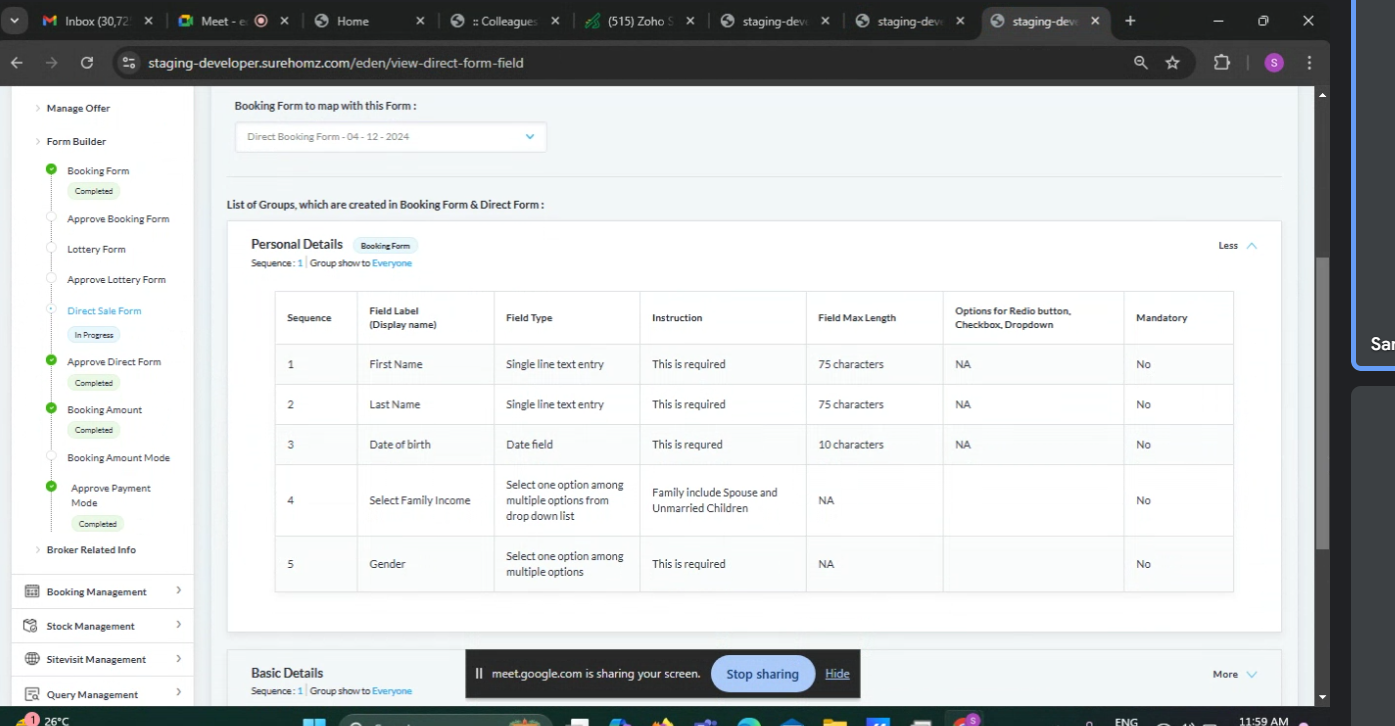 Inbox (30,72
Meet - e
Home
:: Colleagues
(515) Zoho S
staging-dev
staging-dev
staging-dev
staging-developer.surehomz.com/eden/view-direct-form-field
S
Manage Offer
Form Builder
Booking Form
Completed
Approve Booking Form
Lottery Form
Approve Lottery Form
Direct Sale Form
In Progress
Approve Direct Form
Completed
Booking Amount
Completed
Booking Amount Mode
Approve Payment
Mode
Completed
Broker Related Info
Booking Management
Stock Management
Sitevisit Management
Query Management
Booking Form to map with this Form :
Direct Booking Form - 04 - 12 - 2024
List of Groups, which are created in Booking Form & Direct Form :
Personal Details Booking Form
Less
Sequence : 1 Group show to Everyone
Sequence Field Label (Display name) Field Type Instruction Field Max Length Options for Redio button, Checkbox, Dropdown Mandatory
1 First Name Single line text entry This is required 75 characters NA No
2 Last Name Single line text entry This is required 75 characters NA No
3 Date of birth Date field This is requred 10 characters NA No
4 Select Family Income Select one option among multiple options from drop down list Family include Spouse and Unmarried Children NA No
5 Gender Select one option among multiple options This is required NA No
Basic Details
More
Sequence : 1 Group show to Everyone
meet.google.com is sharing your screen. Stop sharing Hide
San
1 26°C
S
ENG
11:59 AM